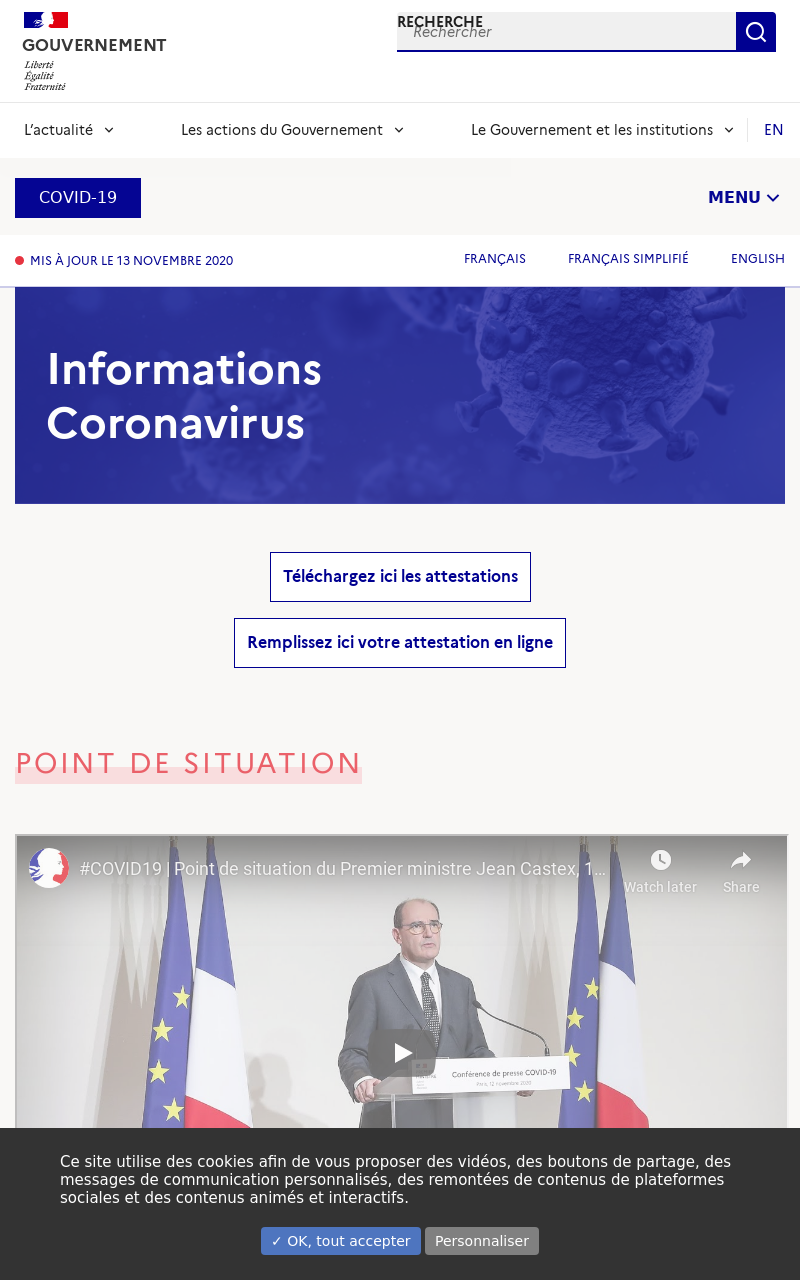 GOUVERNEMENT
Liberté
Égalité
Fraternité
RECHERCHE
Rechercher
L’actualité
Les actions du Gouvernement
Le Gouvernement et les institutions
EN
COVID-19
MENU
MIS À JOUR LE 13 NOVEMBRE 2020
FRANÇAIS
FRANÇAIS SIMPLIFIÉ
ENGLISH
Informations
Coronavirus
Téléchargez ici les attestations
Remplissez ici votre attestation en ligne
POINT DE SITUATION
#COVID19 | Point de situation du Premier ministre Jean Castex, 1...
Watch later
Share
Conférence de presse COVID-19
Paris, 12 novembre 2020
Ce site utilise des cookies afin de vous proposer des vidéos, des boutons de partage, des
messages de communication personnalisés, des remontées de contenus de plateformes
sociales et des contenus animés et interactifs.
✓ OK, tout accepter
Personnaliser